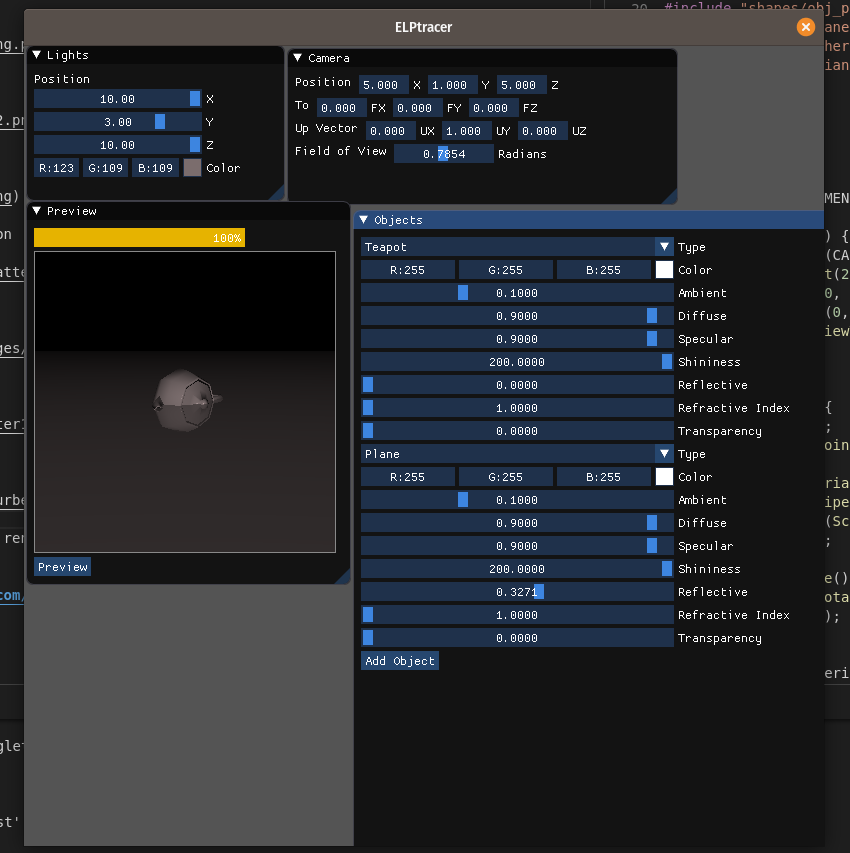 ELPtracer
Lights
Position
10.00 X
3.00 Y
10.00 Z
R:123 G:109 B:109 Color
Camera
Position 5.000 X 1.000 Y 5.000 Z
To 0.000 FX 0.000 FY 0.000 FZ
Up Vector 0.000 UX 1.000 UY 0.000 UZ
Field of View 0.7854 Radians
Preview
100%
Preview
Objects
Teapot Type
R:255 G:255 B:255 Color
0.1000 Ambient
0.9000 Diffuse
0.9000 Specular
200.0000 Shininess
0.0000 Reflective
1.0000 Refractive Index
0.0000 Transparency
Plane Type
R:255 G:255 B:255 Color
0.1000 Ambient
0.9000 Diffuse
0.9000 Specular
200.0000 Shininess
0.3271 Reflective
1.0000 Refractive Index
0.0000 Transparency
Add Object